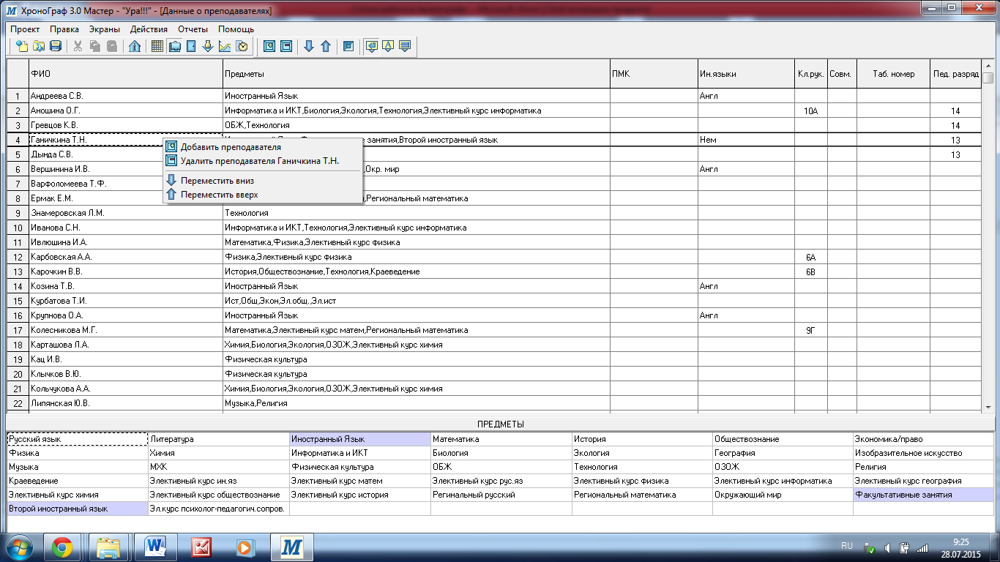 ХроноГраф 3.0 Мастер - "Ура!!!" - [Данные о преподавателях]
Проект Правка Экраны Действия Отчеты Помощь
ФИО Предметы ПМК Ин.языки Кл.рук. Совм. Таб. номер Пед. разряд
1 Андреева С.В. Иностранный Язык Англ
2 Аношина О.Г. Информатика и ИКТ,Биология,Экология,Технология,Элективный курс информатика 10А 14
3 Гревцов К.В. ОБЖ,Технология 14
4 Ганичкина Т.Н. занятия,Второй иностранный язык Нем 13
Добавить преподавателя
5 Дында С.В. 13
Удалить преподавателя Ганичкина Т.Н.
6 Вершинина И.В. ,Окр. мир Англ
7 Варфоломеева Т.Ф.
Переместить вниз
8 Ермак Е.М. ,Региональный математика
Переместить вверх
9 Знамеровская Л.М. Технология
10 Иванова С.Н. Информатика и ИКТ,Технология,Элективный курс информатика
11 Ивлюшина И.А. Математика,Физика,Элективный курс физика
12 Карбовская А.А. Физика,Элективный курс физика 6А
13 Карочкин В.В. История,Обществознание,Технология,Краеведение 6В
14 Козина Т.В. Иностранный Язык Англ
15 Курбатова Т.И. Ист,Общ,Экон,Эл.общ.,Эл.ист
16 Крупнова О.А. Иностранный Язык Англ
17 Колесникова М.Г. Математика,Элективный курс матем,Региональный математика 9Г
18 Карташова Л.А. Химия,Биология,Экология,ОЗОЖ,Элективный курс химия
19 Кац И.В. Физическая культура
20 Клычков В.Ю. Физическая культура
21 Кольчукова А.А. Химия,Биология,Экология,ОЗОЖ,Элективный курс химия
22 Липянская Ю.В. Музыка,Религия
ПРЕДМЕТЫ
Русский язык Литература Иностранный Язык Математика История Обществознание Экономика/право
Физика Химия Информатика и ИКТ Биология Экология География Изобразительное искусство
Музыка МХК Физическая культура ОБЖ Технология ОЗОЖ Религия
Краеведение Элективный курс ин.яз Элективный курс матем Элективный курс рус.яз Элективный курс физика Элективный курс информатика Элективный курс география
Элективный курс химия Элективный курс обществознание Элективный курс история Регинальный русский Региональный математика Окружающий мир Факультативные занятия
Второй иностранный язык Эл.курс психолог-педагогич.сопров.
RU 9:25
28.07.2015